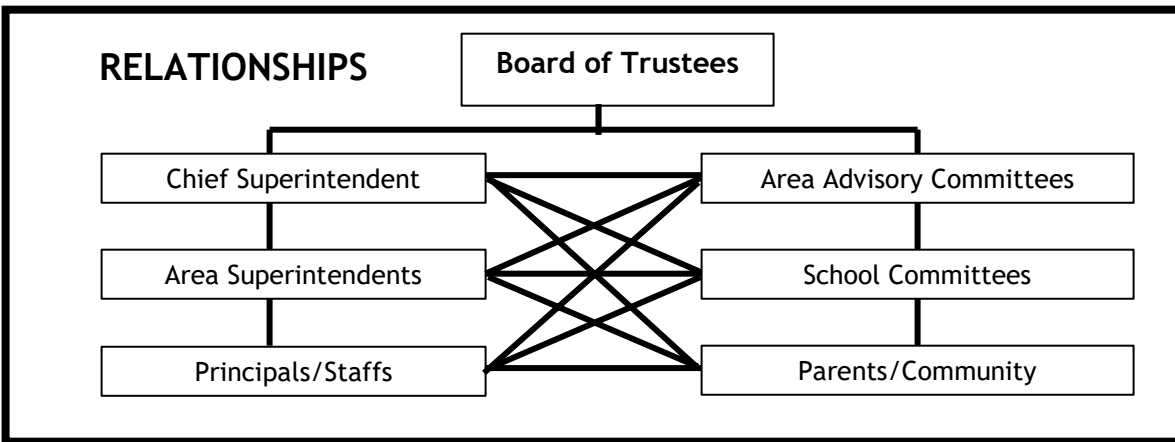 RELATIONSHIPS
Board of Trustees
Chief Superintendent
Area Advisory Committees
Area Superintendents
School Committees
Principals/Staffs
Parents/Community